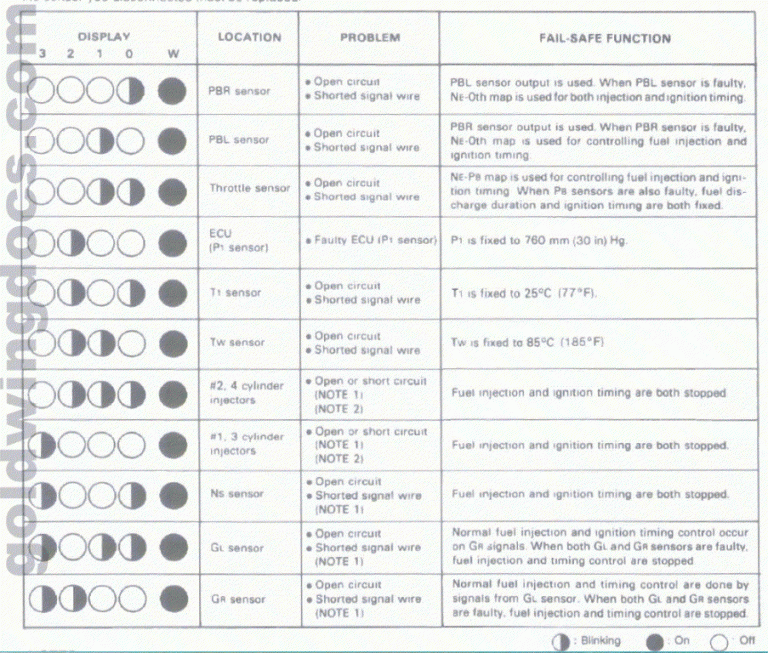 DISPLAY LOCATION PROBLEM FAIL-SAFE FUNCTION
3 2 1 0 W
PBR sensor
• Open circuit
• Shorted signal wire
PBL sensor output is used. When PBL sensor is faulty,
NE-Oth map is used for both injection and ignition timing.
PBL sensor
• Open circuit
• Shorted signal wire
PBR sensor output is used. When PBR sensor is faulty,
NE-Oth map is used for controlling fuel injection and
ignition timing
Throttle sensor
• Open circuit
• Shorted signal wire
NE-PB map is used for controlling fuel injection and igni-
tion timing. When PB sensors are also faulty, fuel dis-
charge duration and ignition timing are both fixed.
ECU
(P1 sensor)
• Faulty ECU (P1 sensor)
P1 is fixed to 760 mm (30 in) Hg.
T1 sensor
• Open circuit
• Shorted signal wire
T1 is fixed to 25°C (77°F).
Tw sensor
• Open circuit
• Shorted signal wire
Tw is fixed to 85°C (185°F)
#2, 4 cylinder
injectors
• Open or short circuit
(NOTE 1)
(NOTE 2)
Fuel injection and ignition timing are both stopped
#1, 3 cylinder
injectors
• Open or short circuit
(NOTE 1)
(NOTE 2)
Fuel injection and ignition timing are both stopped.
NS sensor
• Open circuit
• Shorted signal wire
(NOTE 1)
Fuel injection and ignition timing are both stopped.
GL sensor
• Open circuit
• Shorted signal wire
(NOTE 1)
Normal fuel injection and ignition timing control occur
on GR signals. When both GL and GR sensors are faulty,
fuel injection and timing control are stopped
GR sensor
• Open circuit
• Shorted signal wire
(NOTE 1)
Normal fuel injection and timing control are done by
signals from GL sensor. When both GL and GR sensors
are faulty, fuel injection and timing control are stopped.
: Blinking : On : Off
goldwingdocs.com